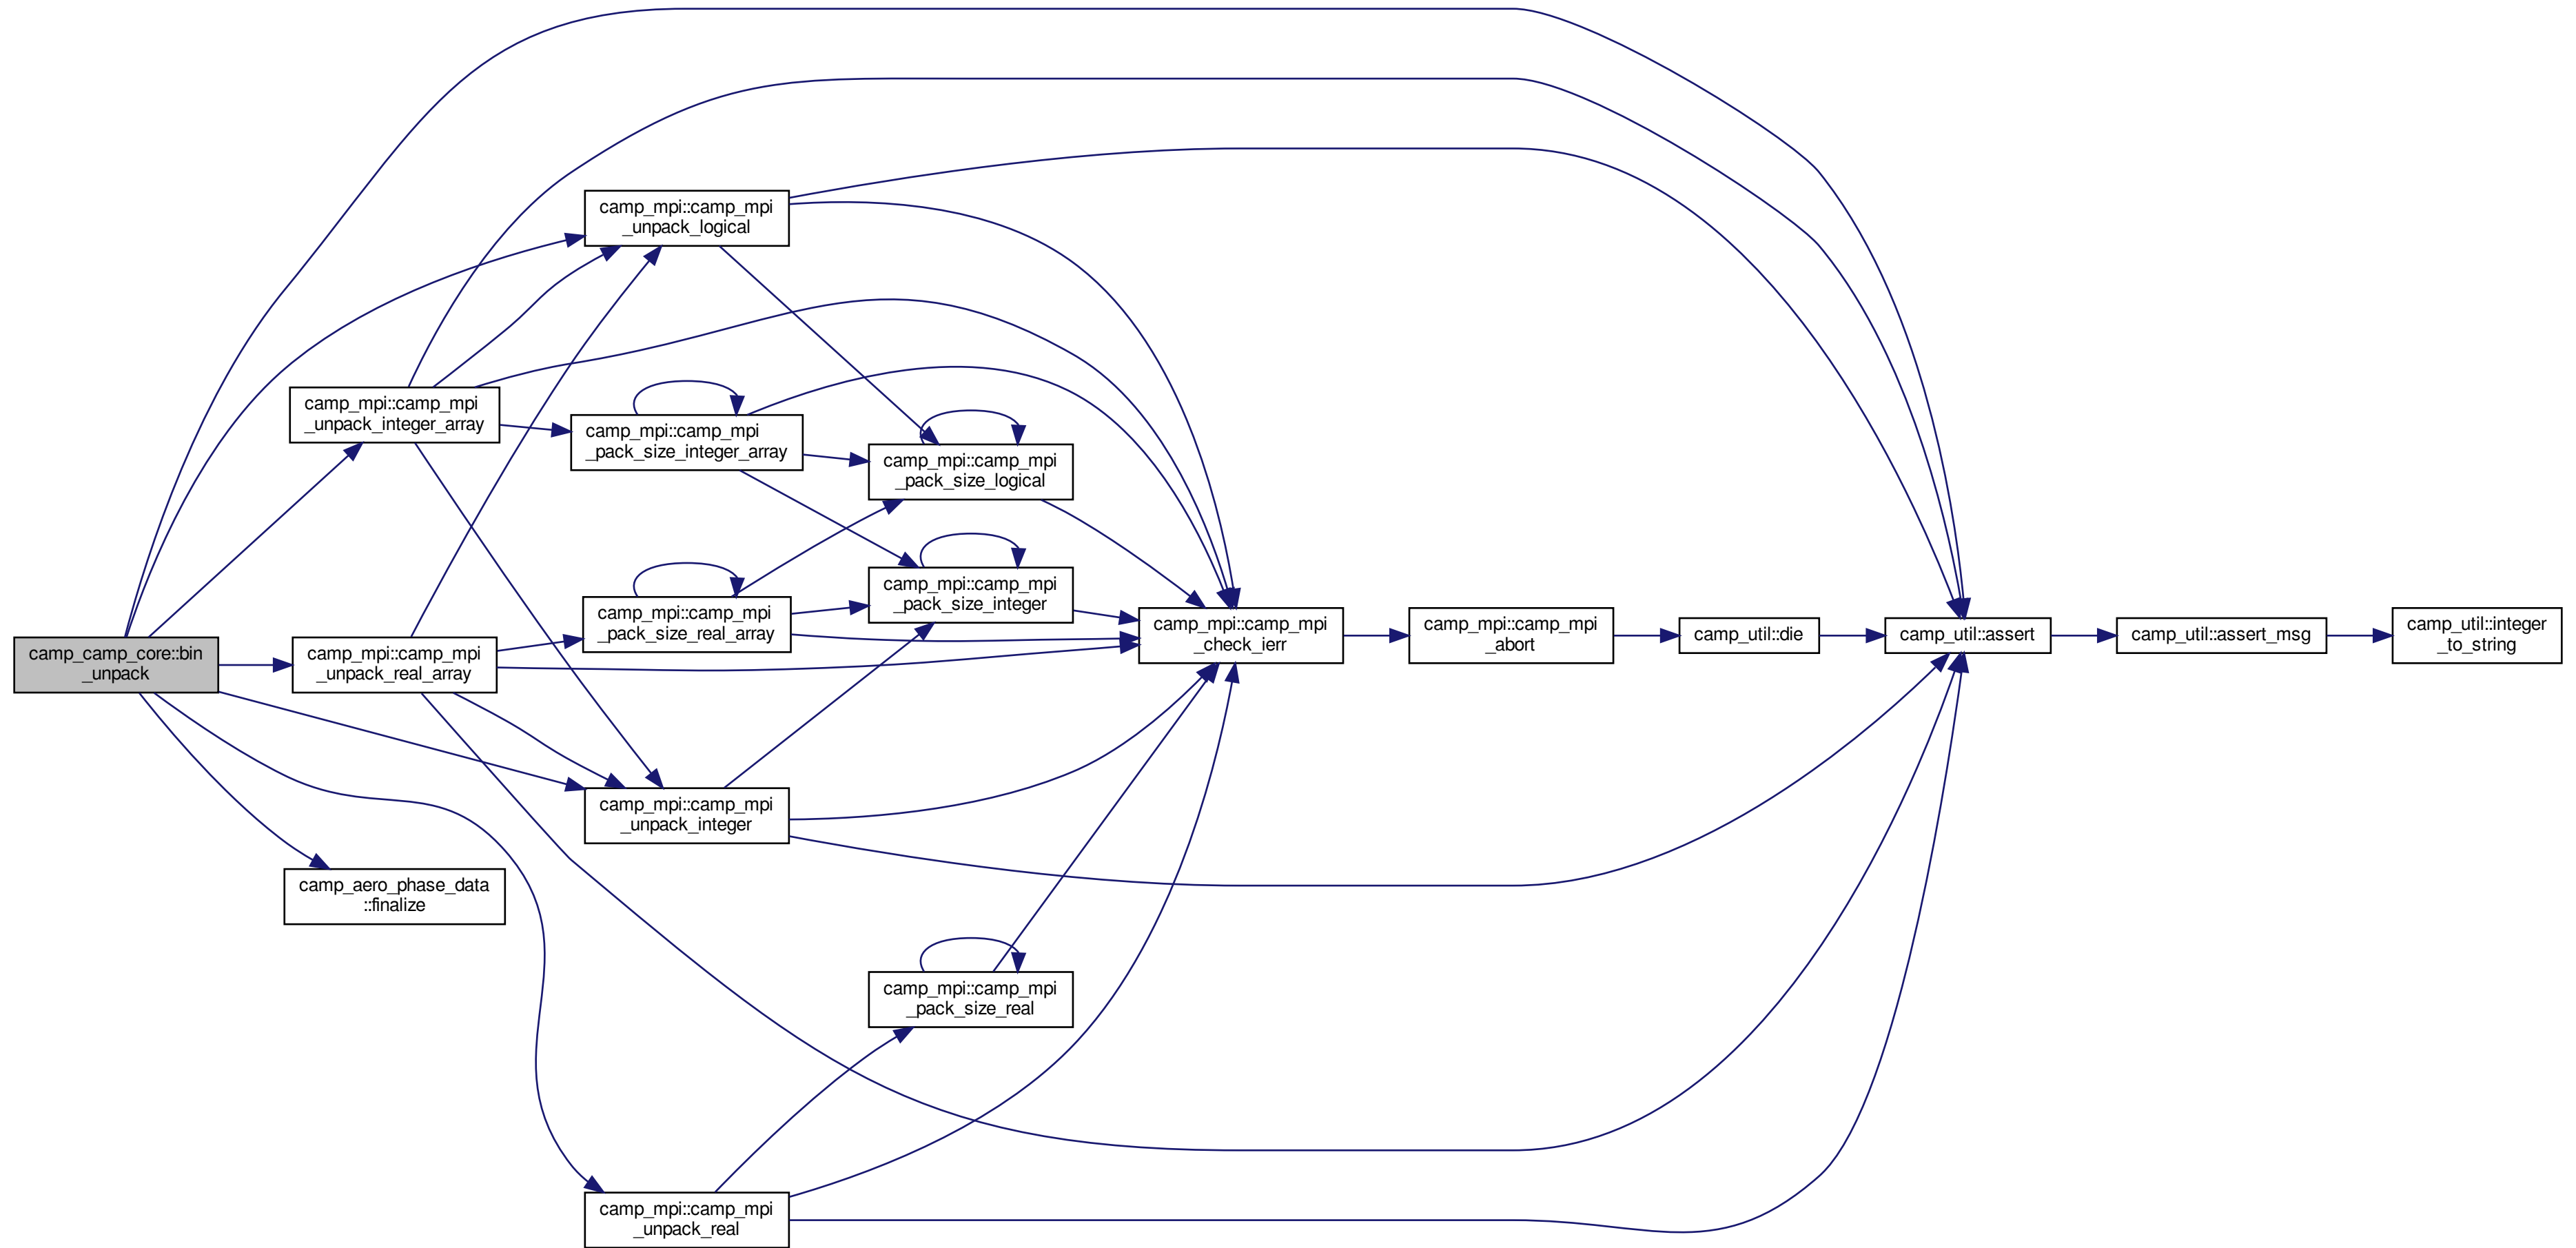 camp_camp_core::bin
_unpack
camp_mpi::camp_mpi
_unpack_integer_array
camp_mpi::camp_mpi
_unpack_real_array
camp_aero_phase_data
::finalize
camp_mpi::camp_mpi
_unpack_logical
camp_mpi::camp_mpi
_pack_size_integer_array
camp_mpi::camp_mpi
_pack_size_real_array
camp_mpi::camp_mpi
_unpack_integer
camp_mpi::camp_mpi
_unpack_real
camp_mpi::camp_mpi
_pack_size_logical
camp_mpi::camp_mpi
_pack_size_integer
camp_mpi::camp_mpi
_pack_size_real
camp_mpi::camp_mpi
_check_ierr
camp_mpi::camp_mpi
_abort
camp_util::die
camp_util::assert
camp_util::assert_msg
camp_util::integer
_to_string